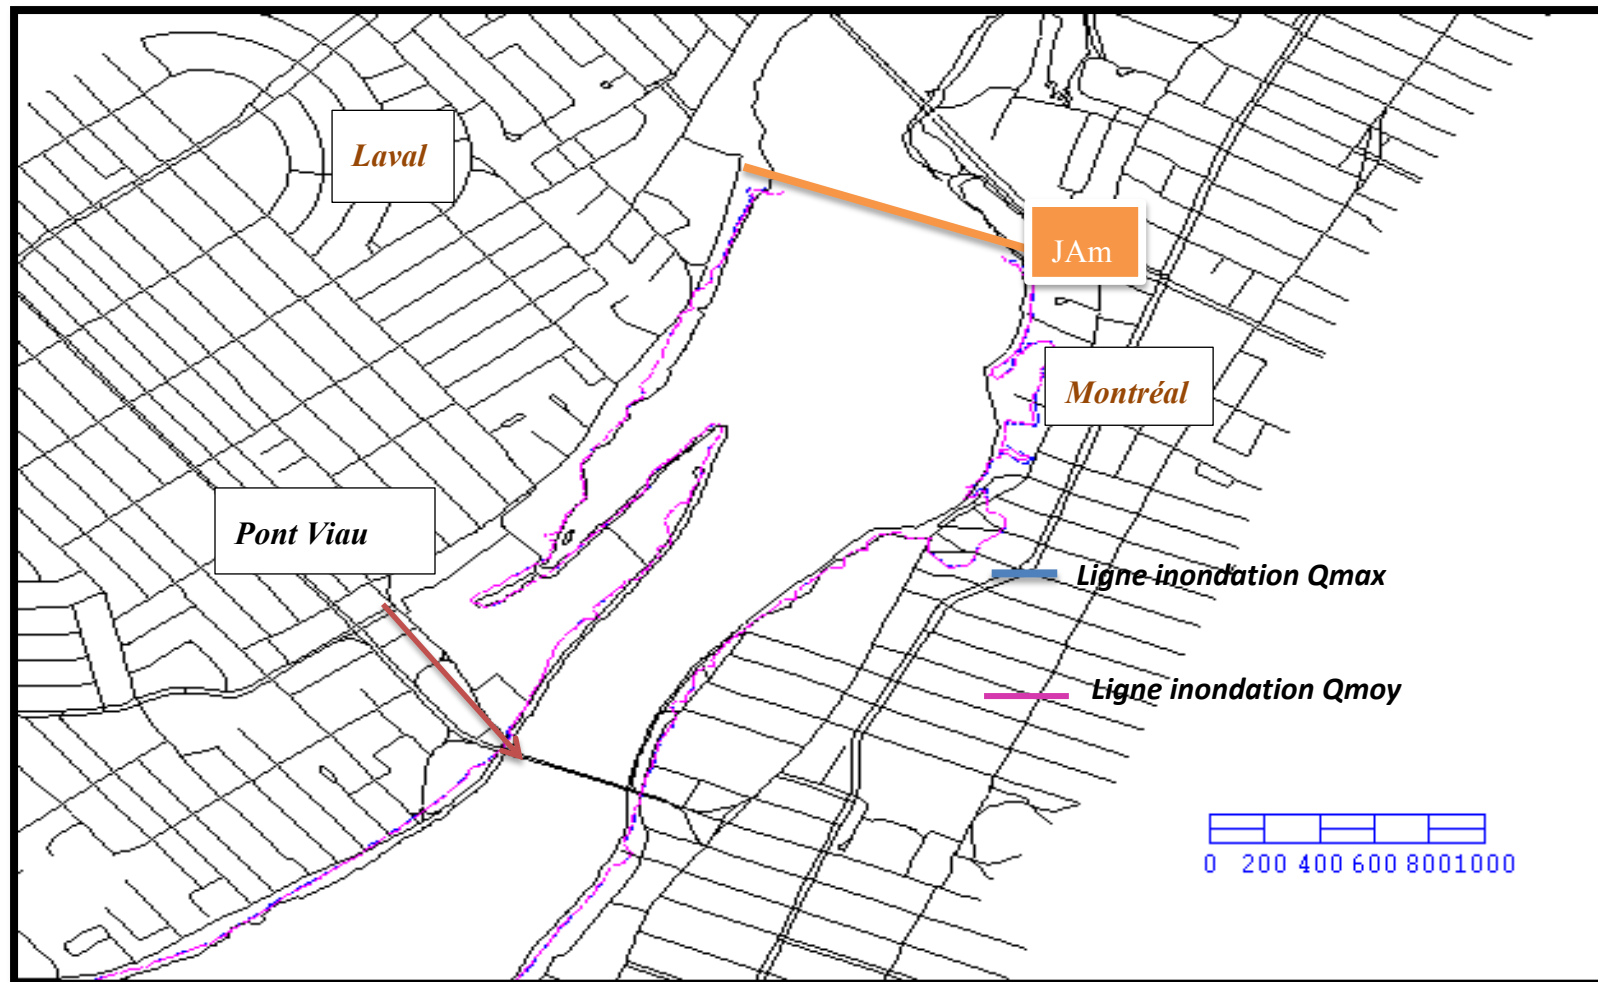 Laval
JAm
Montréal
Pont Viau
Ligne inondation Qmax
Ligne inondation Qmoy
0 200 400 600 8001000